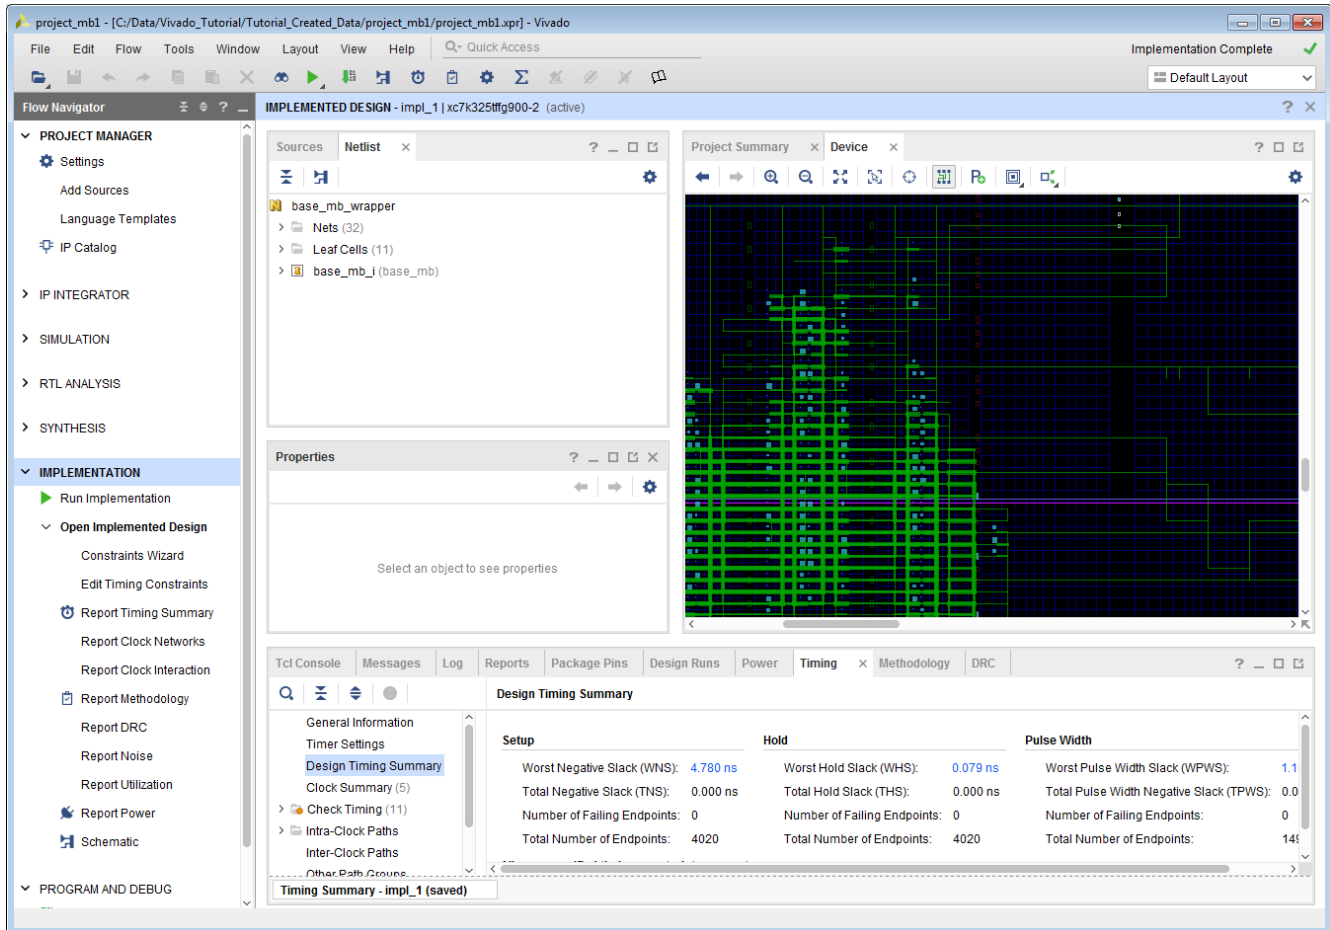 project_mb1 - [C:/Data/Vivado_Tutorial/Tutorial_Created_Data/project_mb1/project_mb1.xpr] - Vivado
File Edit Flow Tools Window Layout View Help Quick Access Implementation Complete
Default Layout
Flow Navigator
IMPLEMENTED DESIGN - impl_1 | xc7k325tffg900-2 (active)
PROJECT MANAGER
Settings
Add Sources
Language Templates
IP Catalog
IP INTEGRATOR
SIMULATION
RTL ANALYSIS
SYNTHESIS
IMPLEMENTATION
Run Implementation
Open Implemented Design
Constraints Wizard
Edit Timing Constraints
Report Timing Summary
Report Clock Networks
Report Clock Interaction
Report Methodology
Report DRC
Report Noise
Report Utilization
Report Power
Schematic
PROGRAM AND DEBUG
Sources Netlist
base_mb_wrapper
Nets (32)
Leaf Cells (11)
base_mb_i (base_mb)
Properties
Select an object to see properties
Project Summary Device
Tcl Console Messages Log Reports Package Pins Design Runs Power Timing Methodology DRC
General Information
Timer Settings
Design Timing Summary
Clock Summary (5)
Check Timing (11)
Intra-Clock Paths
Inter-Clock Paths
Other Path Groups
Design Timing Summary
Setup Hold Pulse Width
Worst Negative Slack (WNS): 4.780 ns Worst Hold Slack (WHS): 0.079 ns Worst Pulse Width Slack (WPWS): 1.1
Total Negative Slack (TNS): 0.000 ns Total Hold Slack (THS): 0.000 ns Total Pulse Width Negative Slack (TPWS): 0.0
Number of Failing Endpoints: 0 Number of Failing Endpoints: 0 Number of Failing Endpoints: 0
Total Number of Endpoints: 4020 Total Number of Endpoints: 4020 Total Number of Endpoints: 149
Timing Summary - impl_1 (saved)